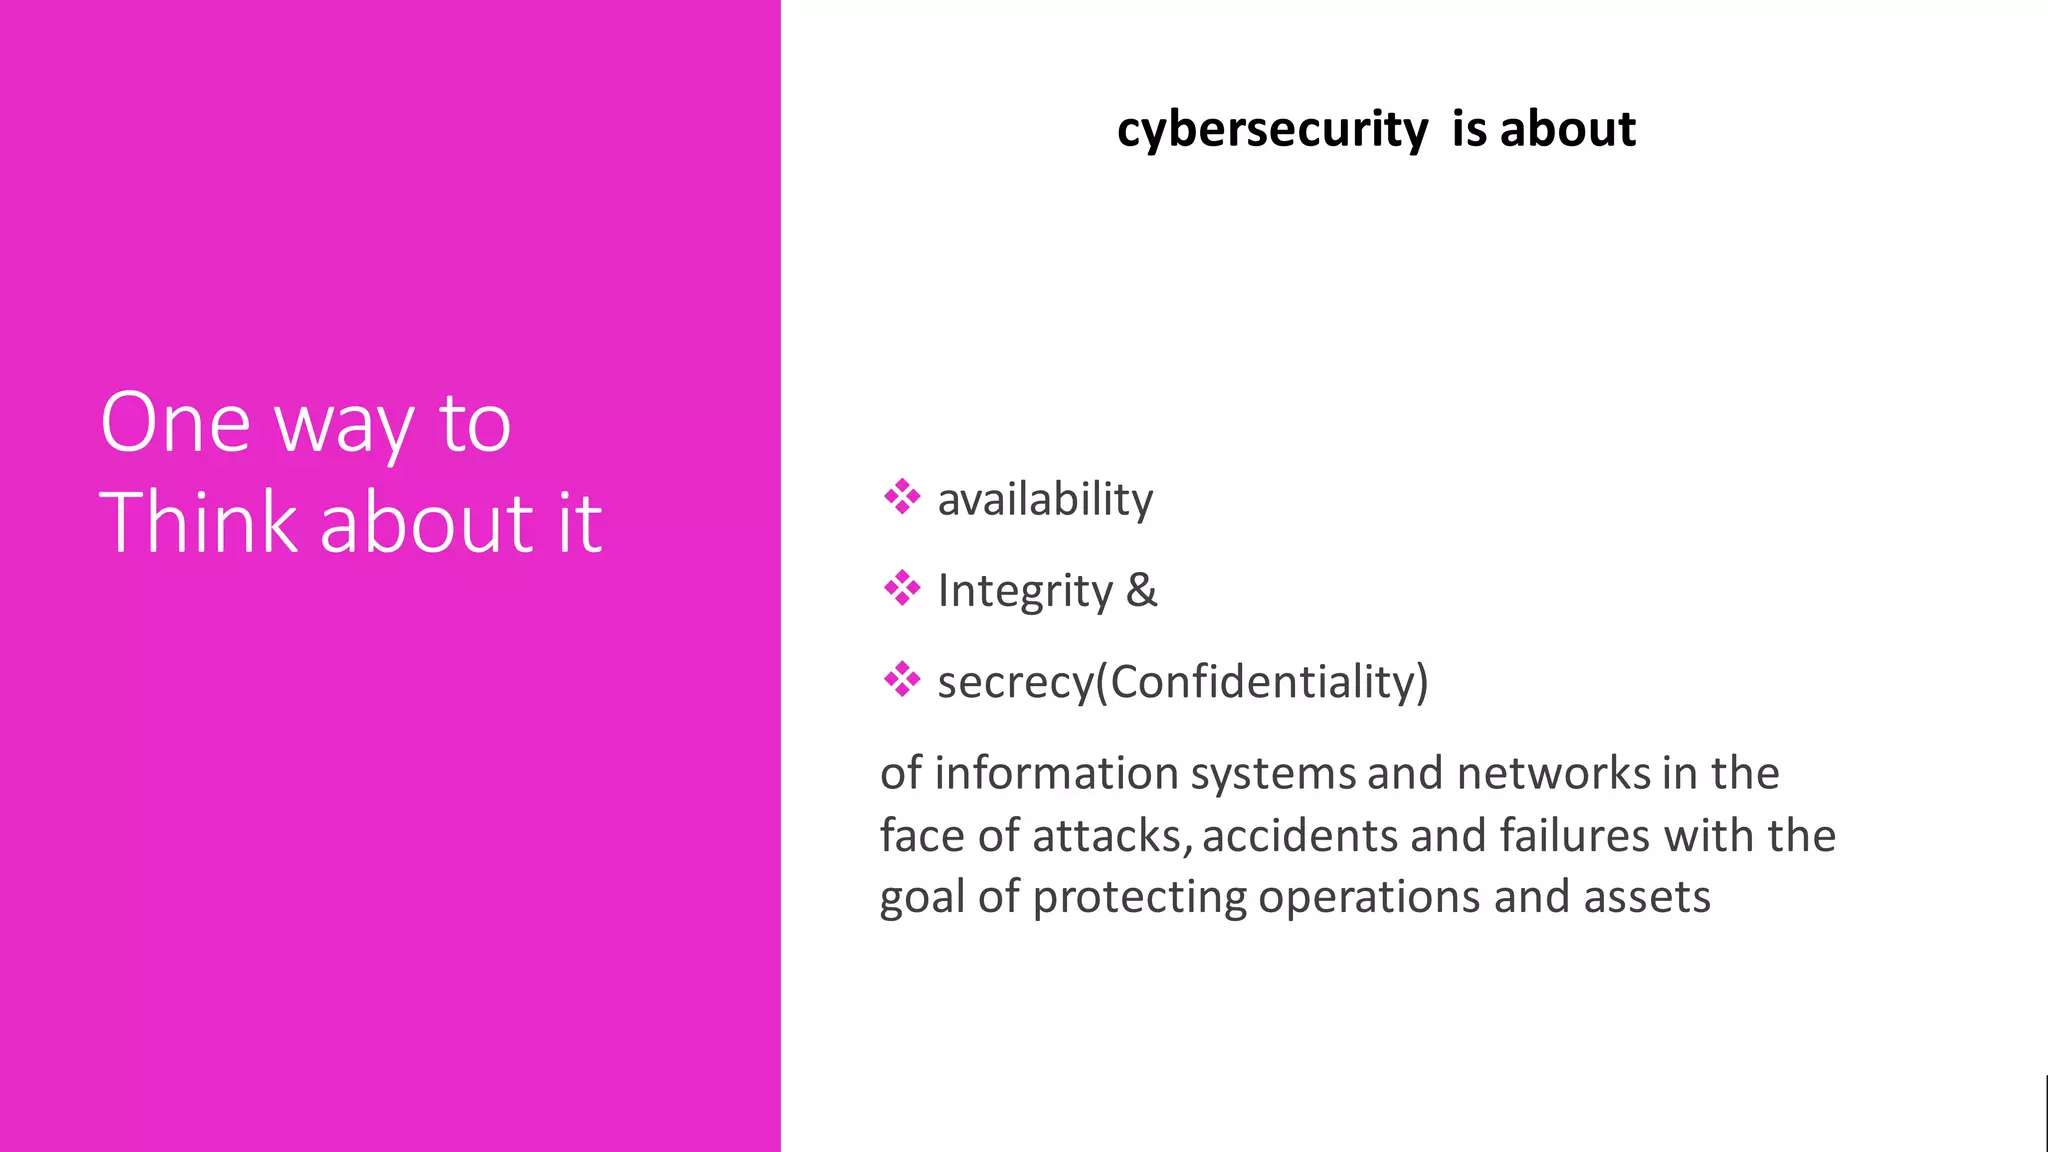 One way to
Think about it
cybersecurity is about
❖ availability
❖ Integrity &
❖ secrecy(Confidentiality)
of information systems and networks in the
face of attacks,accidents and failures with the
goal of protecting operations and assets